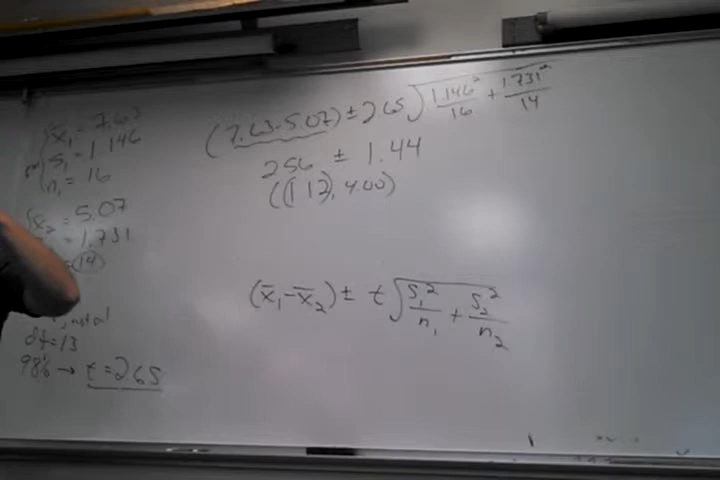 x̄₁ = 7.63
s₁ = 1.146
n₁ = 16
x̄₂ = 5.07
= 1.731
14
df = 13
98% → t = 2.65
(7.63-5.07) ± 2.65 √(1.146²/16 + 1.731²/14)
2.56 ± 1.44
(1.12, 4.00)
(x̄₁-x̄₂) ± t √(s₁²/n₁ + s₂²/n₂)